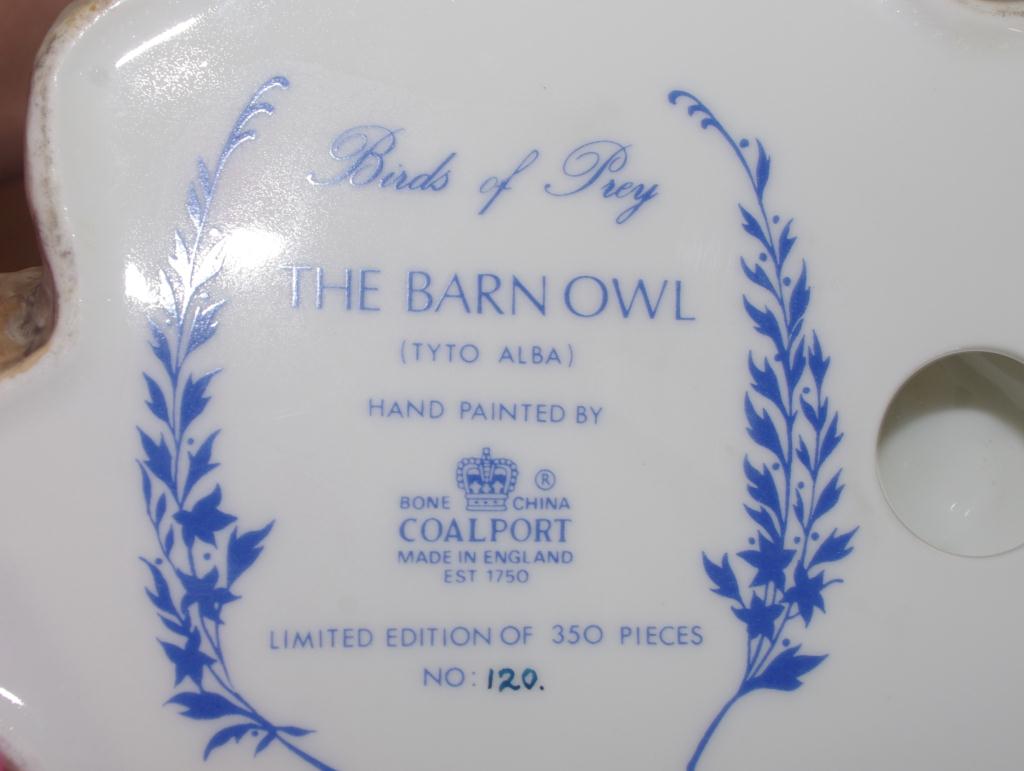 Birds of Prey
THE BARN OWL
(TYTO ALBA)
HAND PAINTED BY
BONE CHINA ®
COALPORT
MADE IN ENGLAND
EST 1750
LIMITED EDITION OF 350 PIECES
NO: 120.